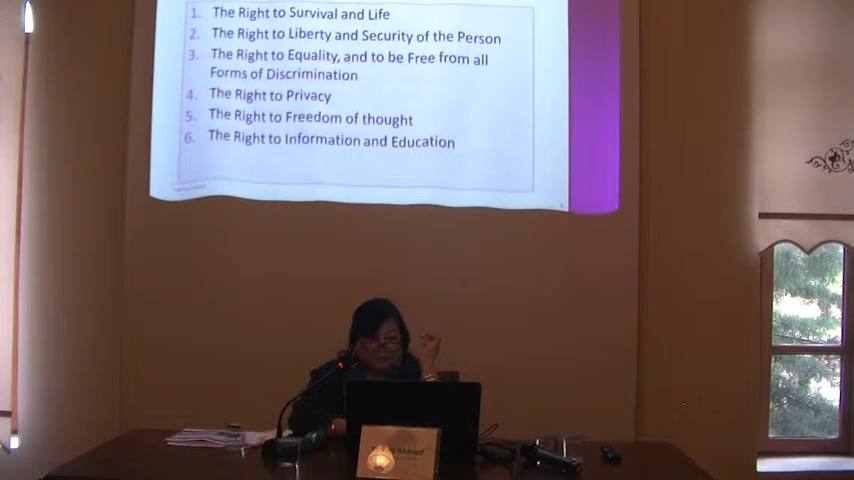 1. The Right to Survival and Life
2. The Right to Liberty and Security of the Person
3. The Right to Equality, and to be Free from all
Forms of Discrimination
4. The Right to Privacy
5. The Right to Freedom of thought
6. The Right to Information and Education
Ahmad